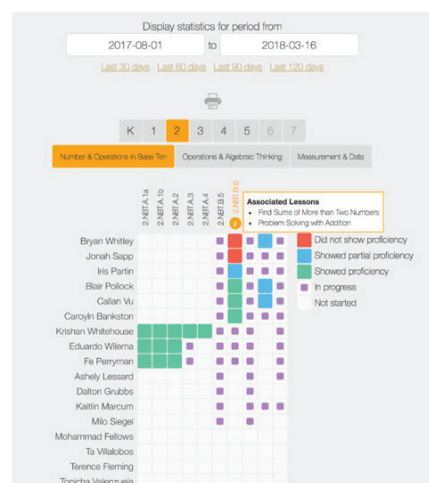 Display statistics for period from
2017-08-01 to 2018-03-16
Last 30 days Last 60 days Last 90 days Last 120 days
K 1 2 3 4 5 6 7
Number & Operations in Base Ten Operations & Algebraic Thinking Measurement & Data
2.NBT.A.1a 2.NBT.A.1b 2.NBT.A.2 2.NBT.A.3 2.NBT.A.4 2.NBT.B.5 2.NBT.B.6
Associated Lessons
• Find Sums of More than Two Numbers
• Problem Solving with Addition
Bryan Whitley
Jonah Sapp
Iris Partin
Blair Pollock
Callan Vu
Caroyln Bankston
Krishan Whitehouse
Eduardo Wilema
Fe Perryman
Ashely Lessard
Dalton Grubbs
Kaitlin Marcum
Milo Siegel
Mohammad Fellows
Ta Villalobos
Terence Fleming
Tonicha Valenzuela
Did not show proficiency
Showed partial proficiency
Showed proficiency
In progress
Not started